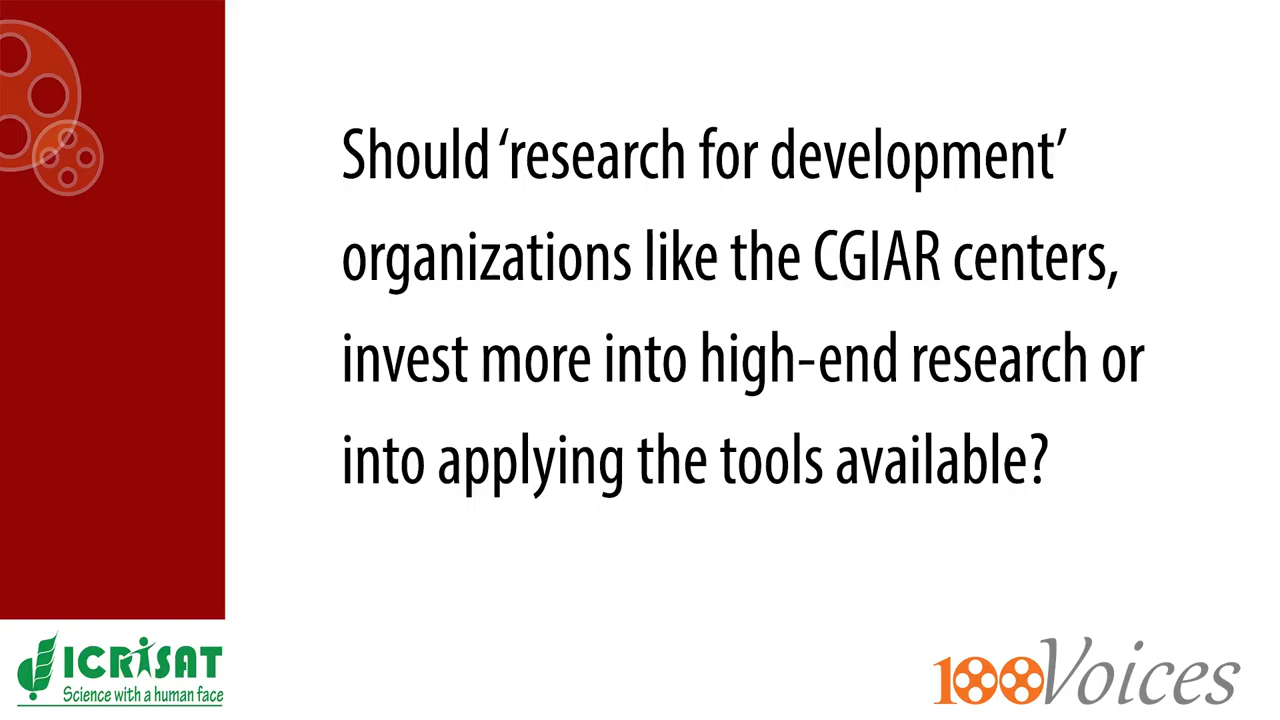 Should ‘research for development’
organizations like the CGIAR centers,
invest more into high-end research or
into applying the tools available?
ICRISAT
Science with a human face
100Voices